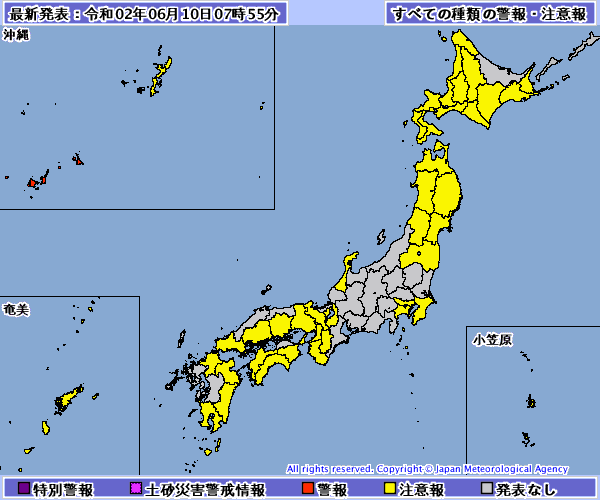 最新発表：令和02年06月10日07時55分
すべての種類の警報・注意報
沖縄
奄美
小笠原
All rights reserved. Copyright © Japan Meteorological Agency
特別警報 土砂災害警戒情報 警報 注意報 発表なし